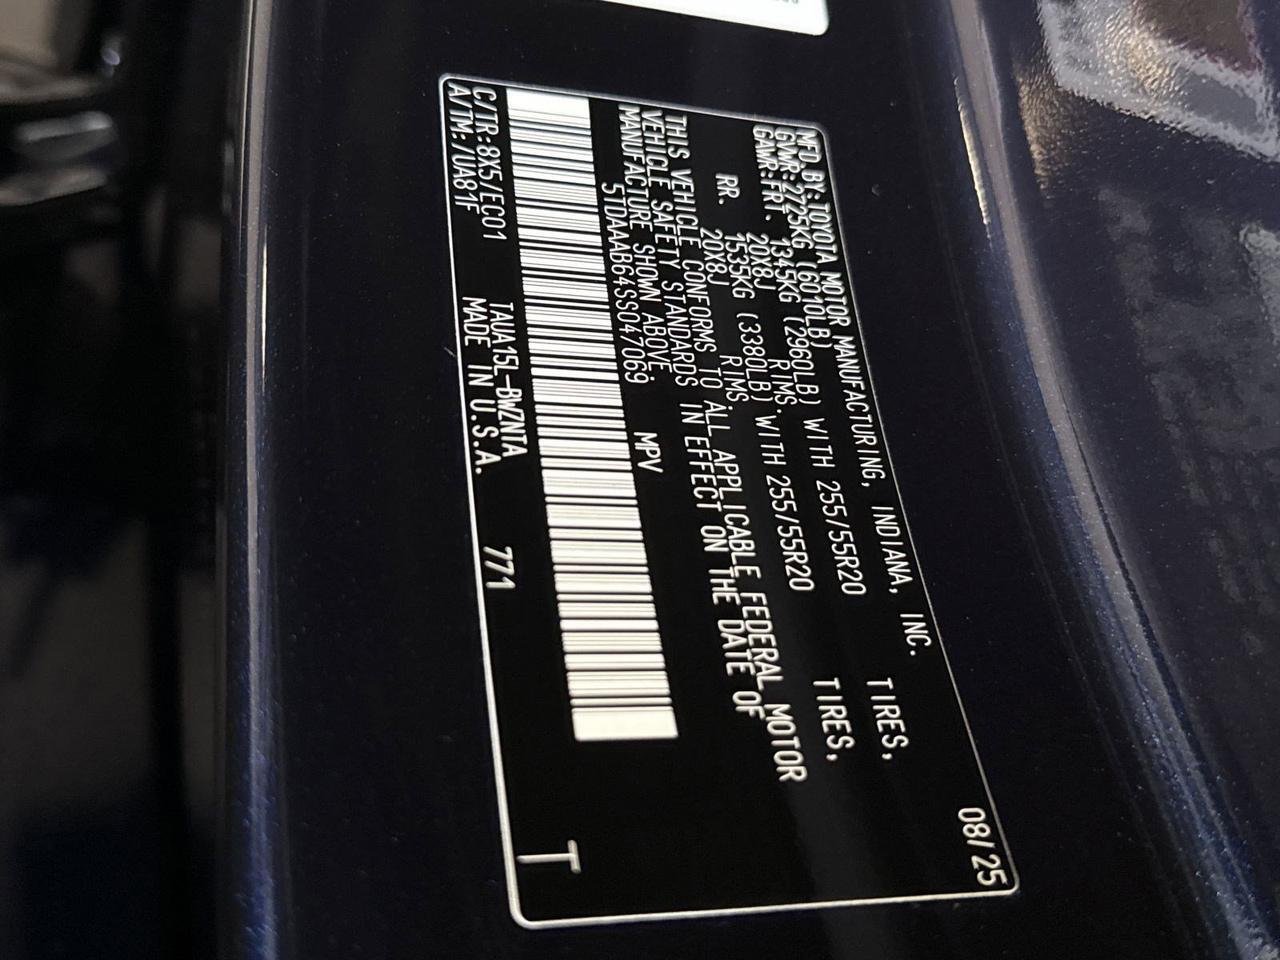 MFD.BY:TOYOTA MOTOR MANUFACTURING, INDIANA, INC. 08/25
GVWR:2725KG (6010LB)
GAWR:FRT. 1345KG (2960LB) WITH 255/55R20 TIRES,
20X8J RIMS.
RR. 1535KG (3380LB) WITH 255/55R20 TIRES,
20X8J RIMS.
THIS VEHICLE CONFORMS TO ALL APPLICABLE FEDERAL MOTOR
VEHICLE SAFETY STANDARDS IN EFFECT ON THE DATE OF
MANUFACTURE SHOWN ABOVE.
5TDAAAB64SS047069 MPV
C/TR:8X5/EC01 TAUA15L-BWZNTA 771
A/TM:/UA81F MADE IN U.S.A.
T